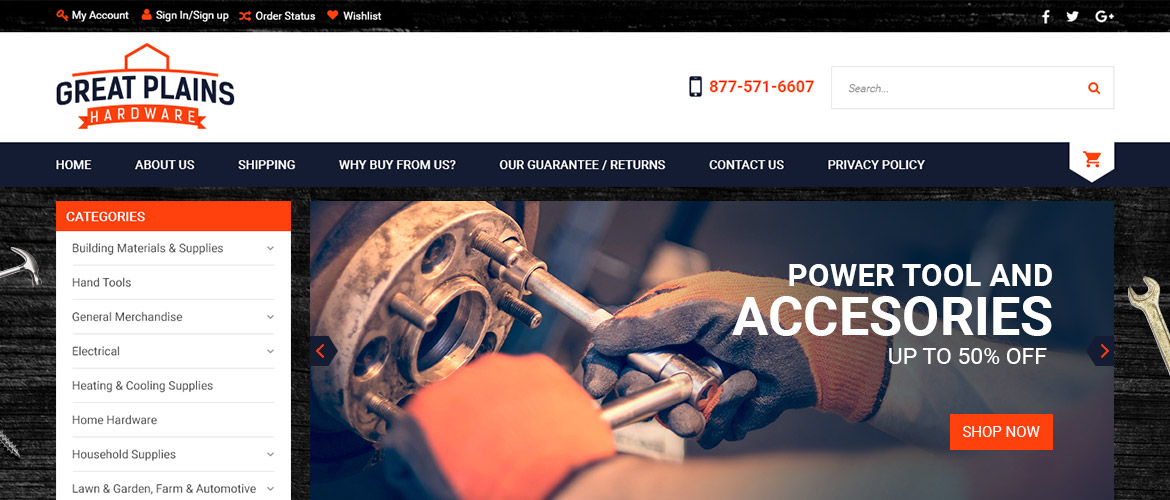 My Account
Sign In/Sign up
Order Status
Wishlist
G+
GREAT PLAINS
HARDWARE
877-571-6607
Search...
HOME
ABOUT US
SHIPPING
WHY BUY FROM US?
OUR GUARANTEE / RETURNS
CONTACT US
PRIVACY POLICY
CATEGORIES
Building Materials & Supplies
Hand Tools
General Merchandise
Electrical
Heating & Cooling Supplies
Home Hardware
Household Supplies
Lawn & Garden, Farm & Automotive
POWER TOOL AND
ACCESORIES
UP TO 50% OFF
SHOP NOW